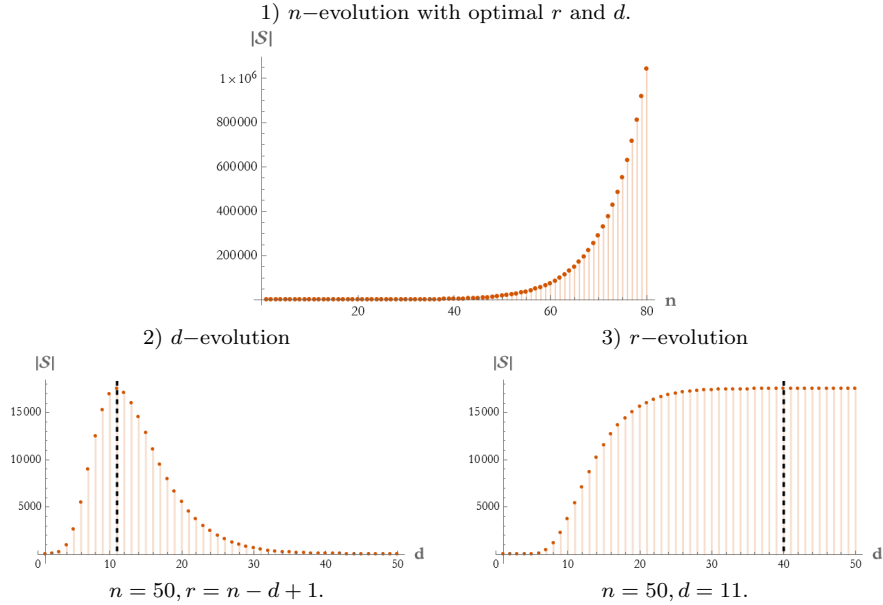 1) n−evolution with optimal r and d.
|S|
1×10⁶
800000
600000
400000
200000
20 40 60 80 n
2) d−evolution
|S|
15000
10000
5000
0 10 20 30 40 50 d
n = 50, r = n − d + 1.
3) r−evolution
|S|
15000
10000
5000
0 10 20 30 40 50 d
n = 50, d = 11.